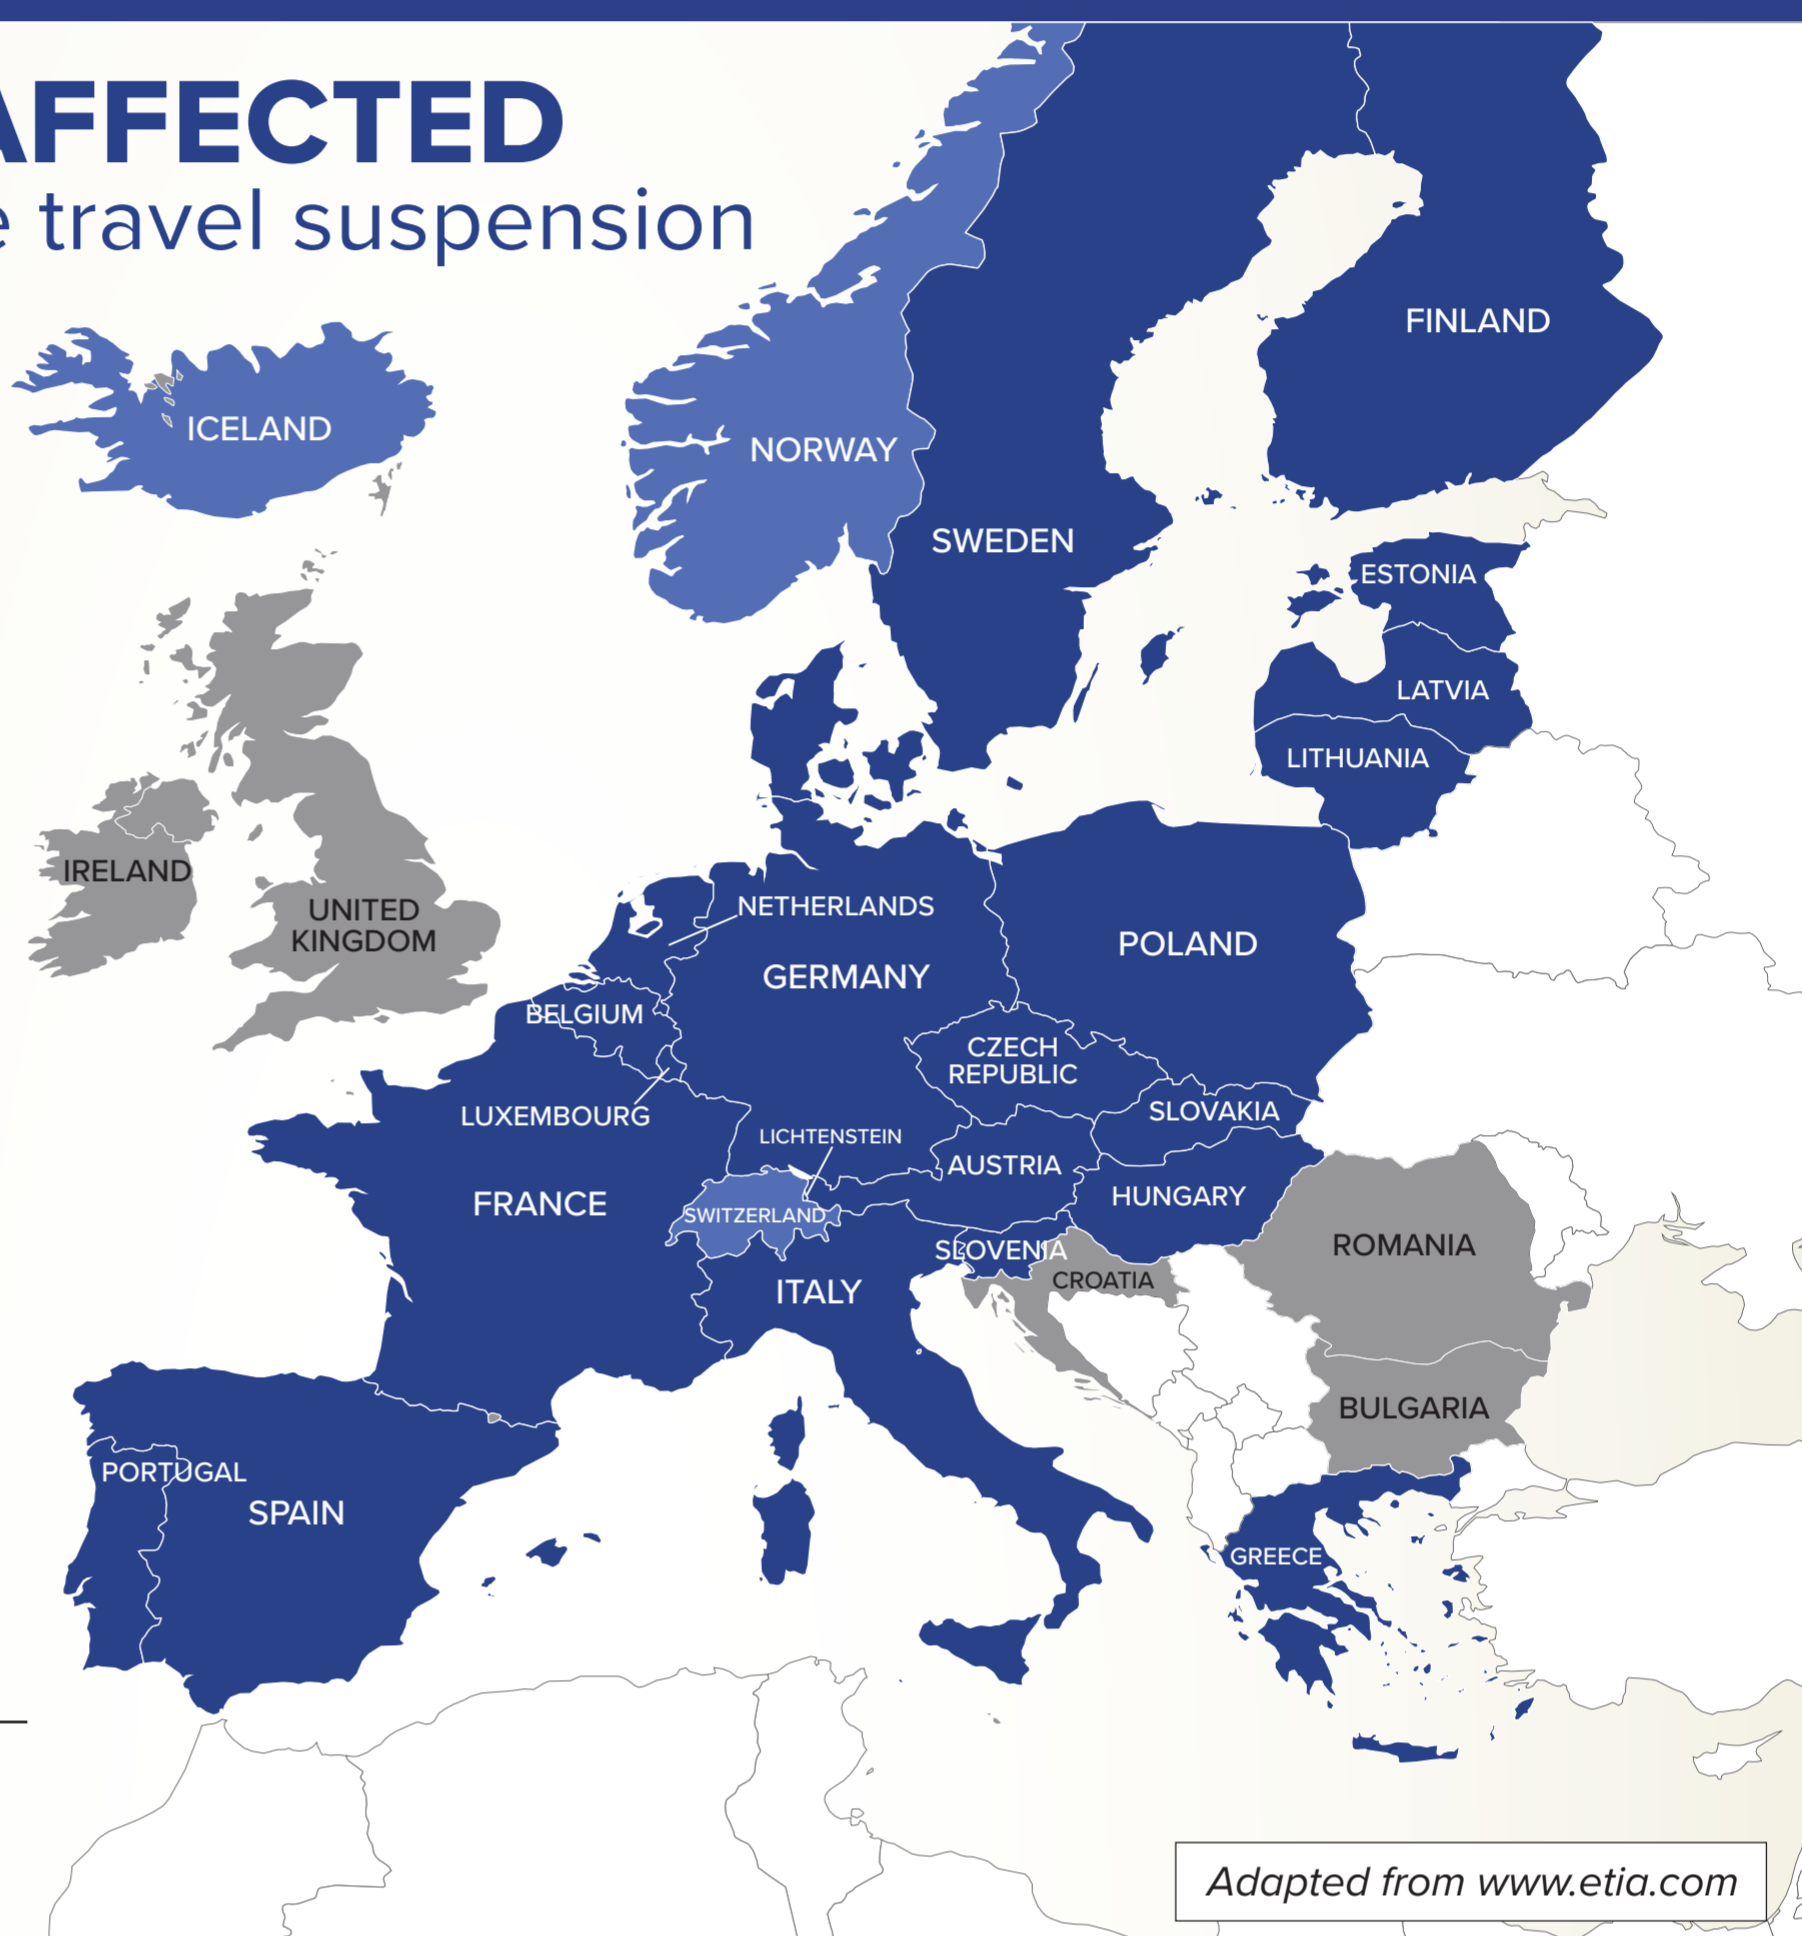 AFFECTED
e travel suspension
FINLAND
ICELAND
NORWAY
SWEDEN
ESTONIA
LATVIA
LITHUANIA
IRELAND
UNITED
KINGDOM
NETHERLANDS
POLAND
GERMANY
BELGIUM
CZECH
REPUBLIC
LUXEMBOURG
SLOVAKIA
LICHTENSTEIN
AUSTRIA
HUNGARY
FRANCE
SWITZERLAND
SLOVENIA
ROMANIA
CROATIA
ITALY
BULGARIA
PORTUGAL
SPAIN
GREECE
Adapted from www.etia.com